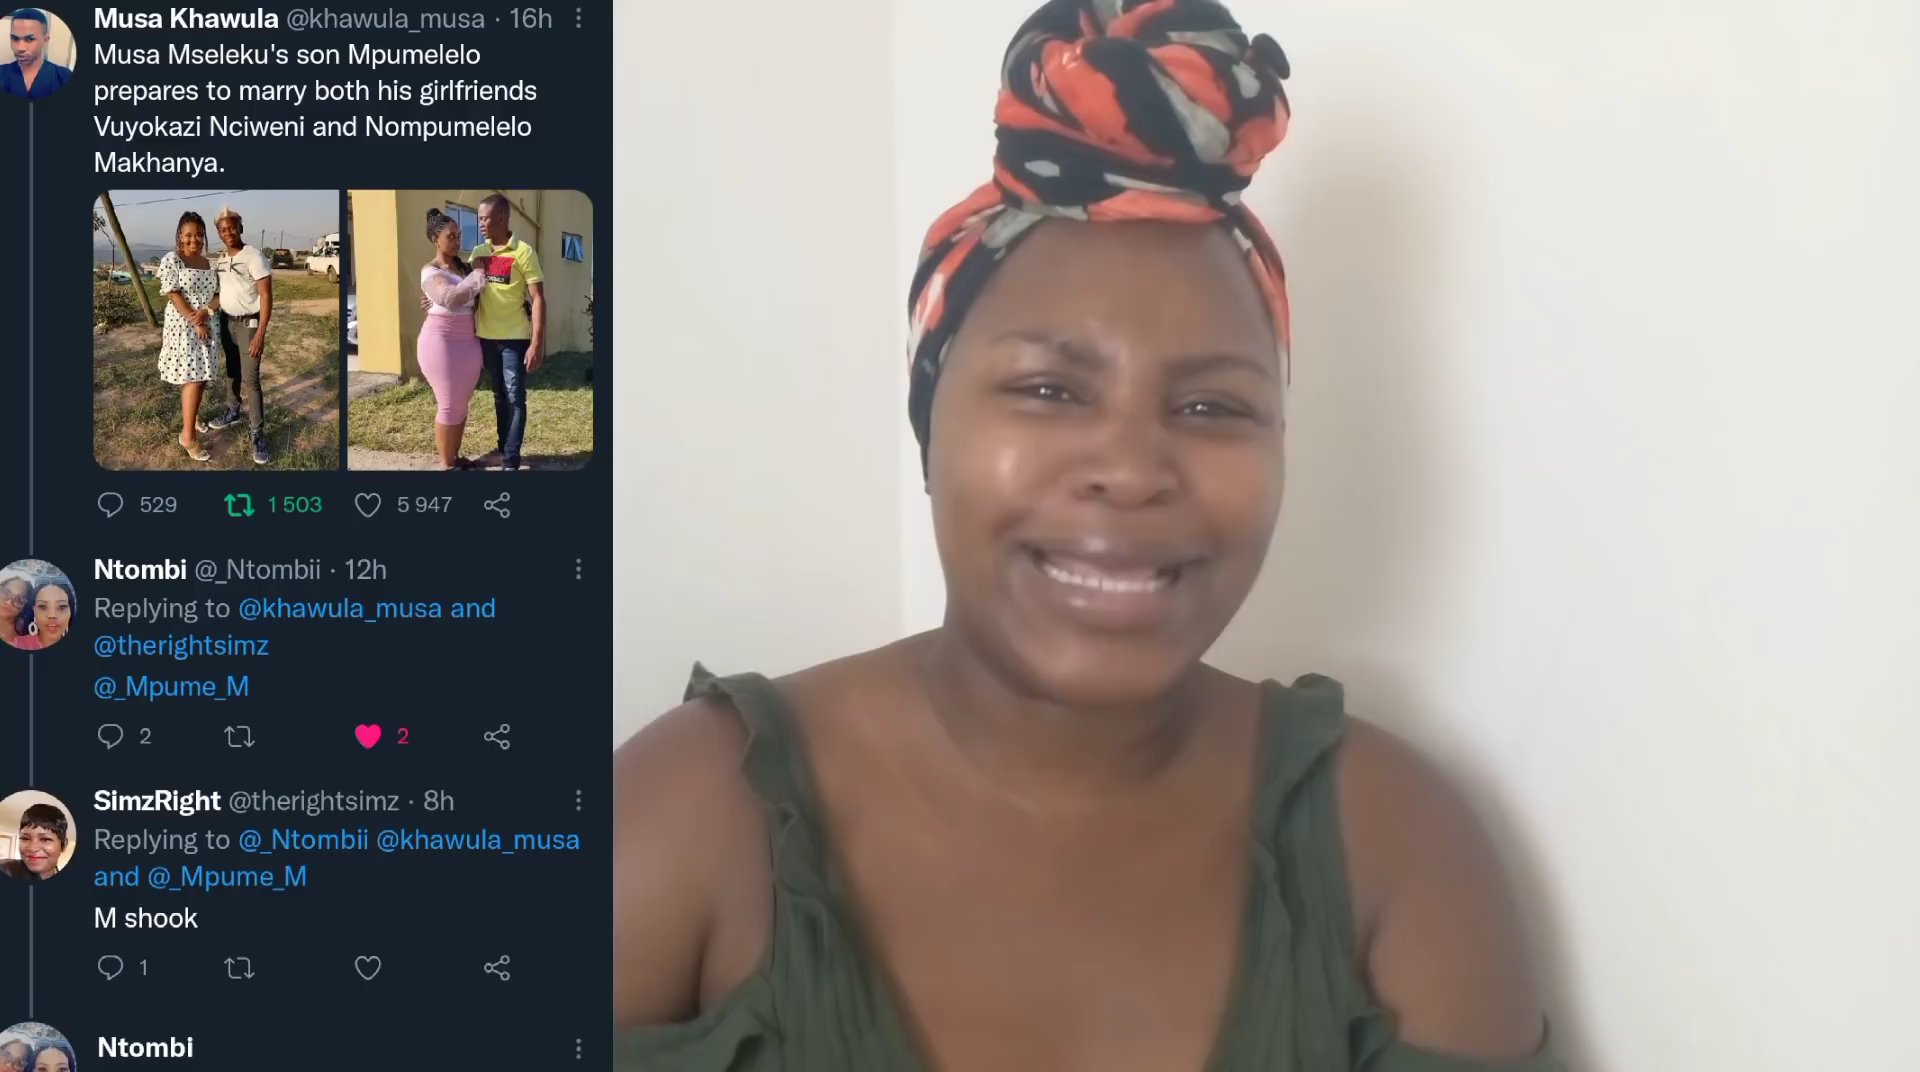 Musa Khawula @khawula_musa · 16h
Musa Mseleku's son Mpumelelo
prepares to marry both his girlfriends
Vuyokazi Nciweni and Nompumelelo
Makhanya.
529 1 503 5 947
Ntombi @_Ntombii · 12h
Replying to @khawula_musa and
@therightsimz
@_Mpume_M
2 2
SimzRight @therightsimz · 8h
Replying to @_Ntombii @khawula_musa
and @_Mpume_M
M shook
1
Ntombi